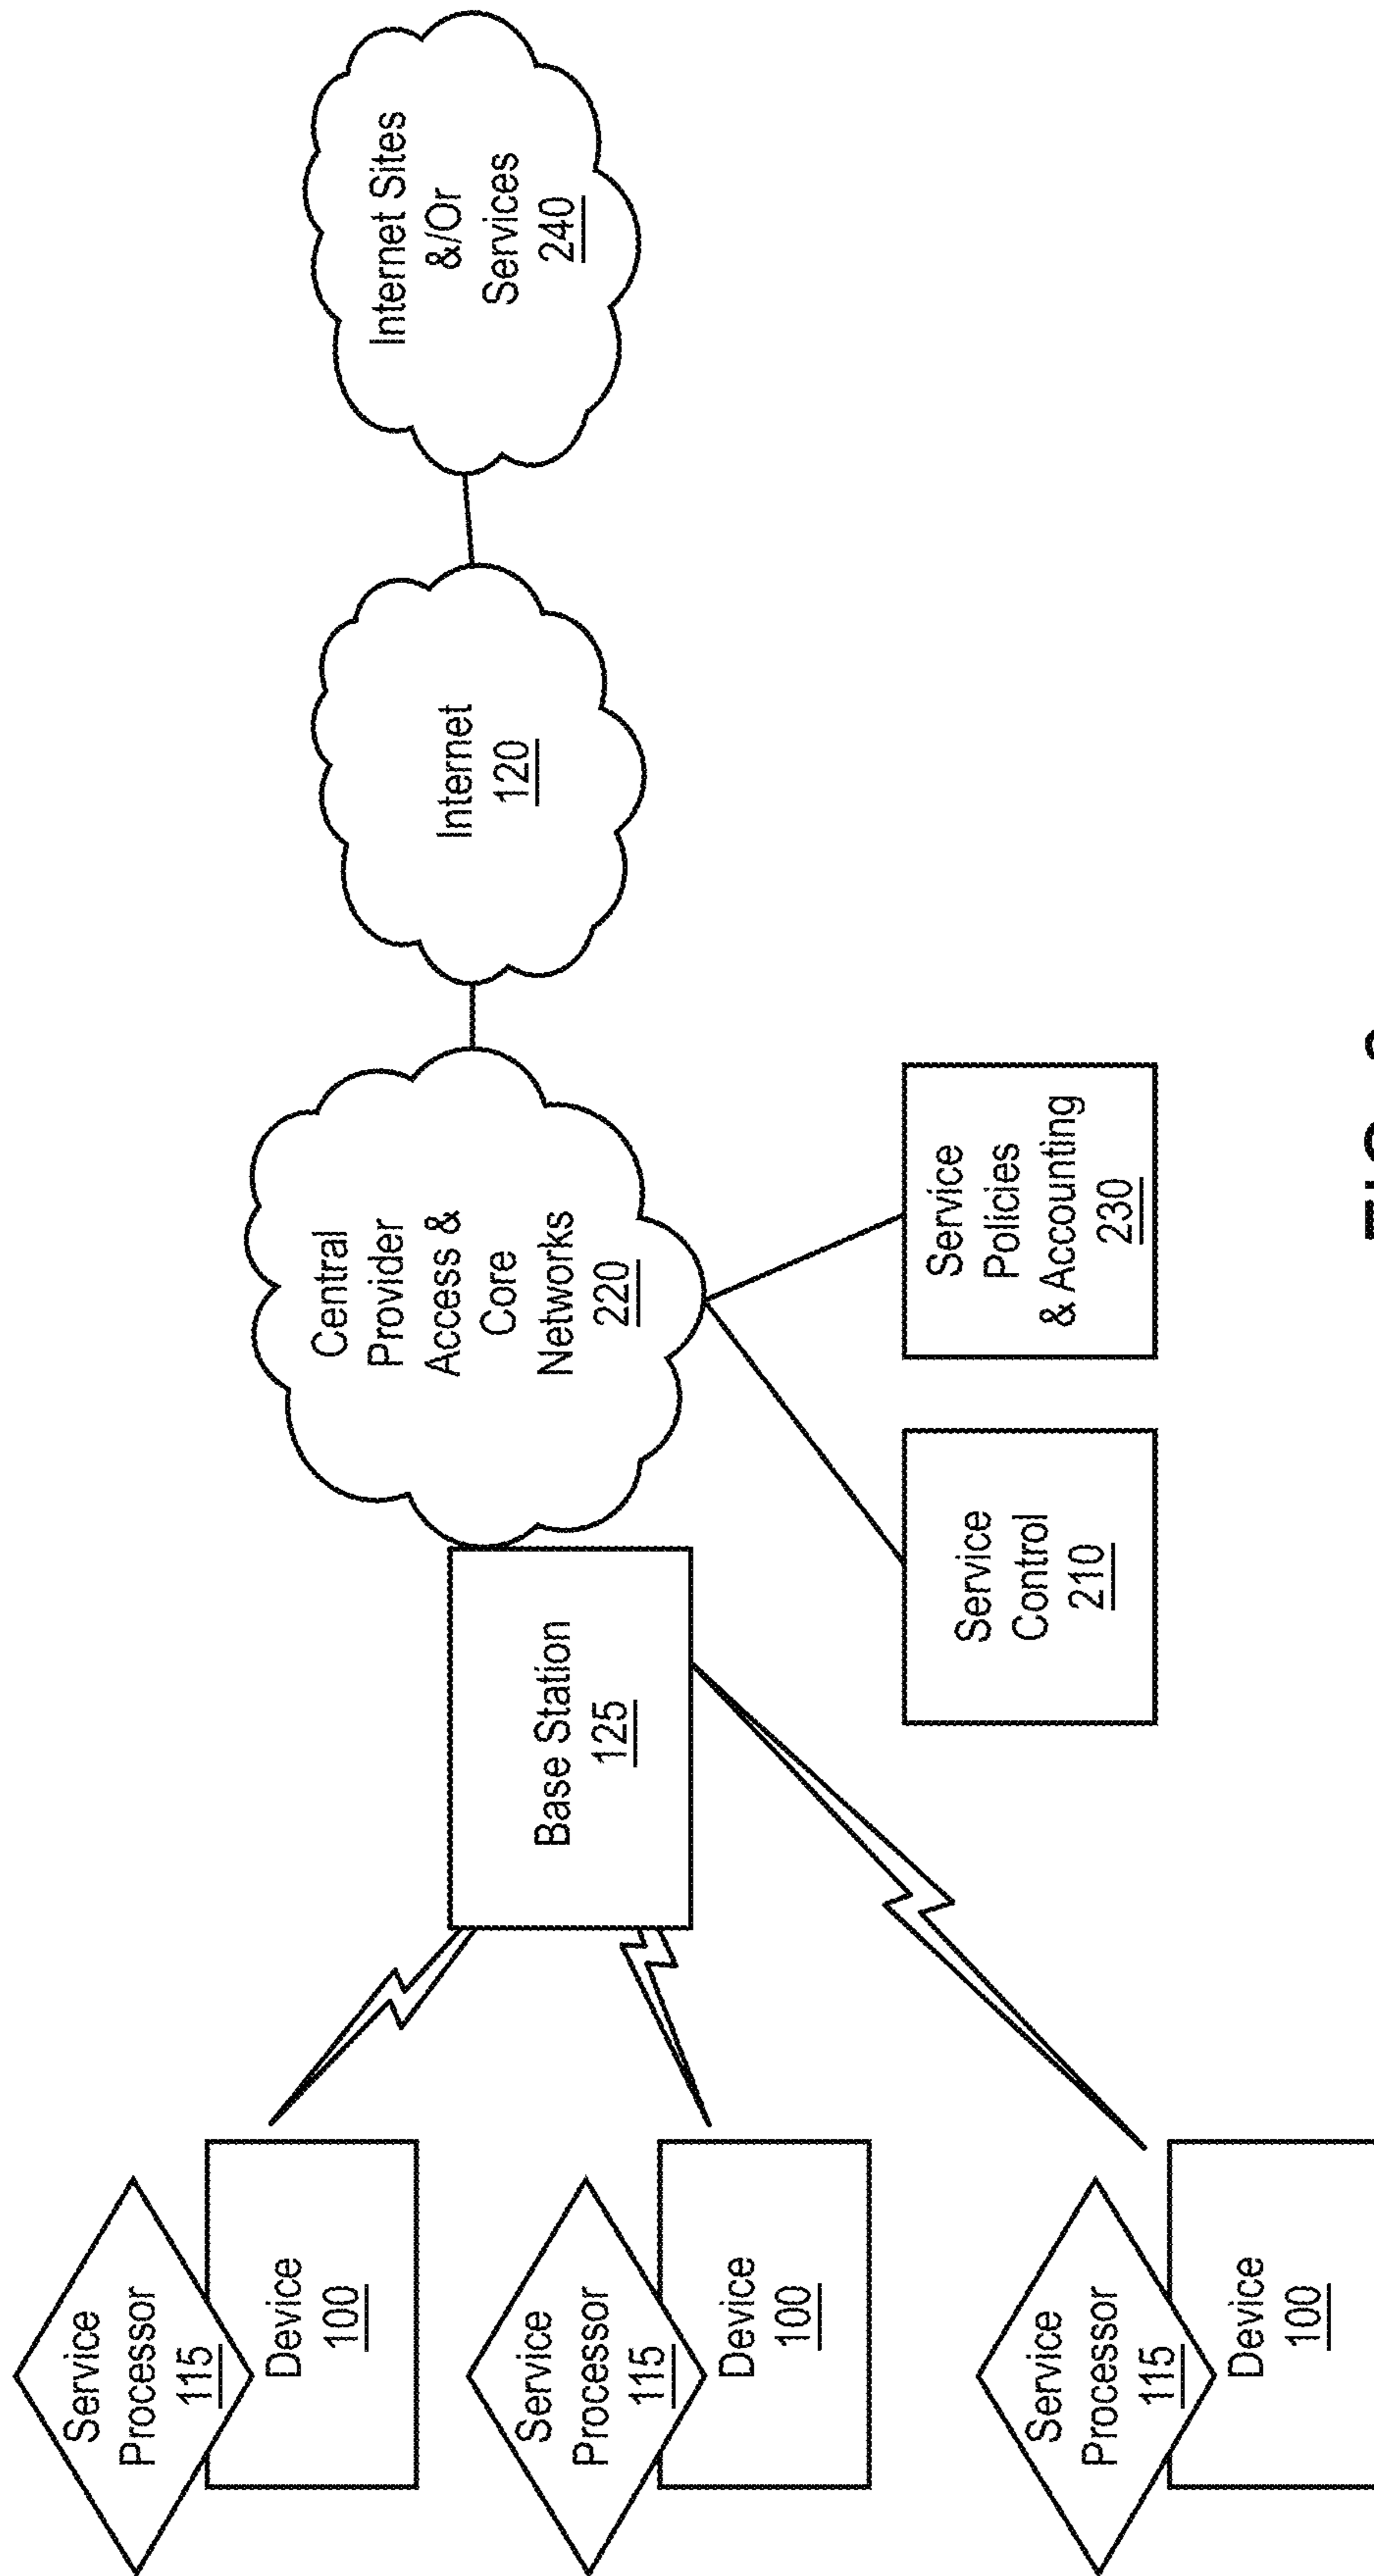 Service
Processor
115
Device
100
Service
Processor
115
Device
100
Service
Processor
115
Device
100
Base Station
125
Central
Provider
Access &
Core
Networks
220
Service
Control
210
Service
Policies
& Accounting
230
Internet
120
Internet Sites
&/Or
Services
240